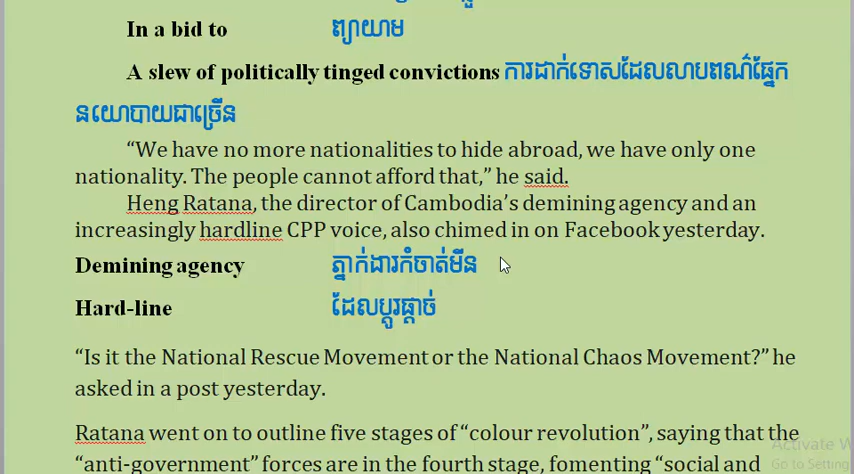 In a bid to ព្យាយាម
A slew of politically tinged convictions ការដាក់ទោសដែលលាបពណ៌ផ្នែក
នយោបាយជាច្រើន
“We have no more nationalities to hide abroad, we have only one
nationality. The people cannot afford that,” he said.
Heng Ratana, the director of Cambodia’s demining agency and an
increasingly hardline CPP voice, also chimed in on Facebook yesterday.
Demining agency ភ្នាក់ងារកំចាត់មីន
Hard-line ដែលប្ដូរផ្ដាច់
“Is it the National Rescue Movement or the National Chaos Movement?” he
asked in a post yesterday.
Ratana went on to outline five stages of “colour revolution”, saying that the
“anti-government” forces are in the fourth stage, fomenting “social and
Activate W
Go to Setting